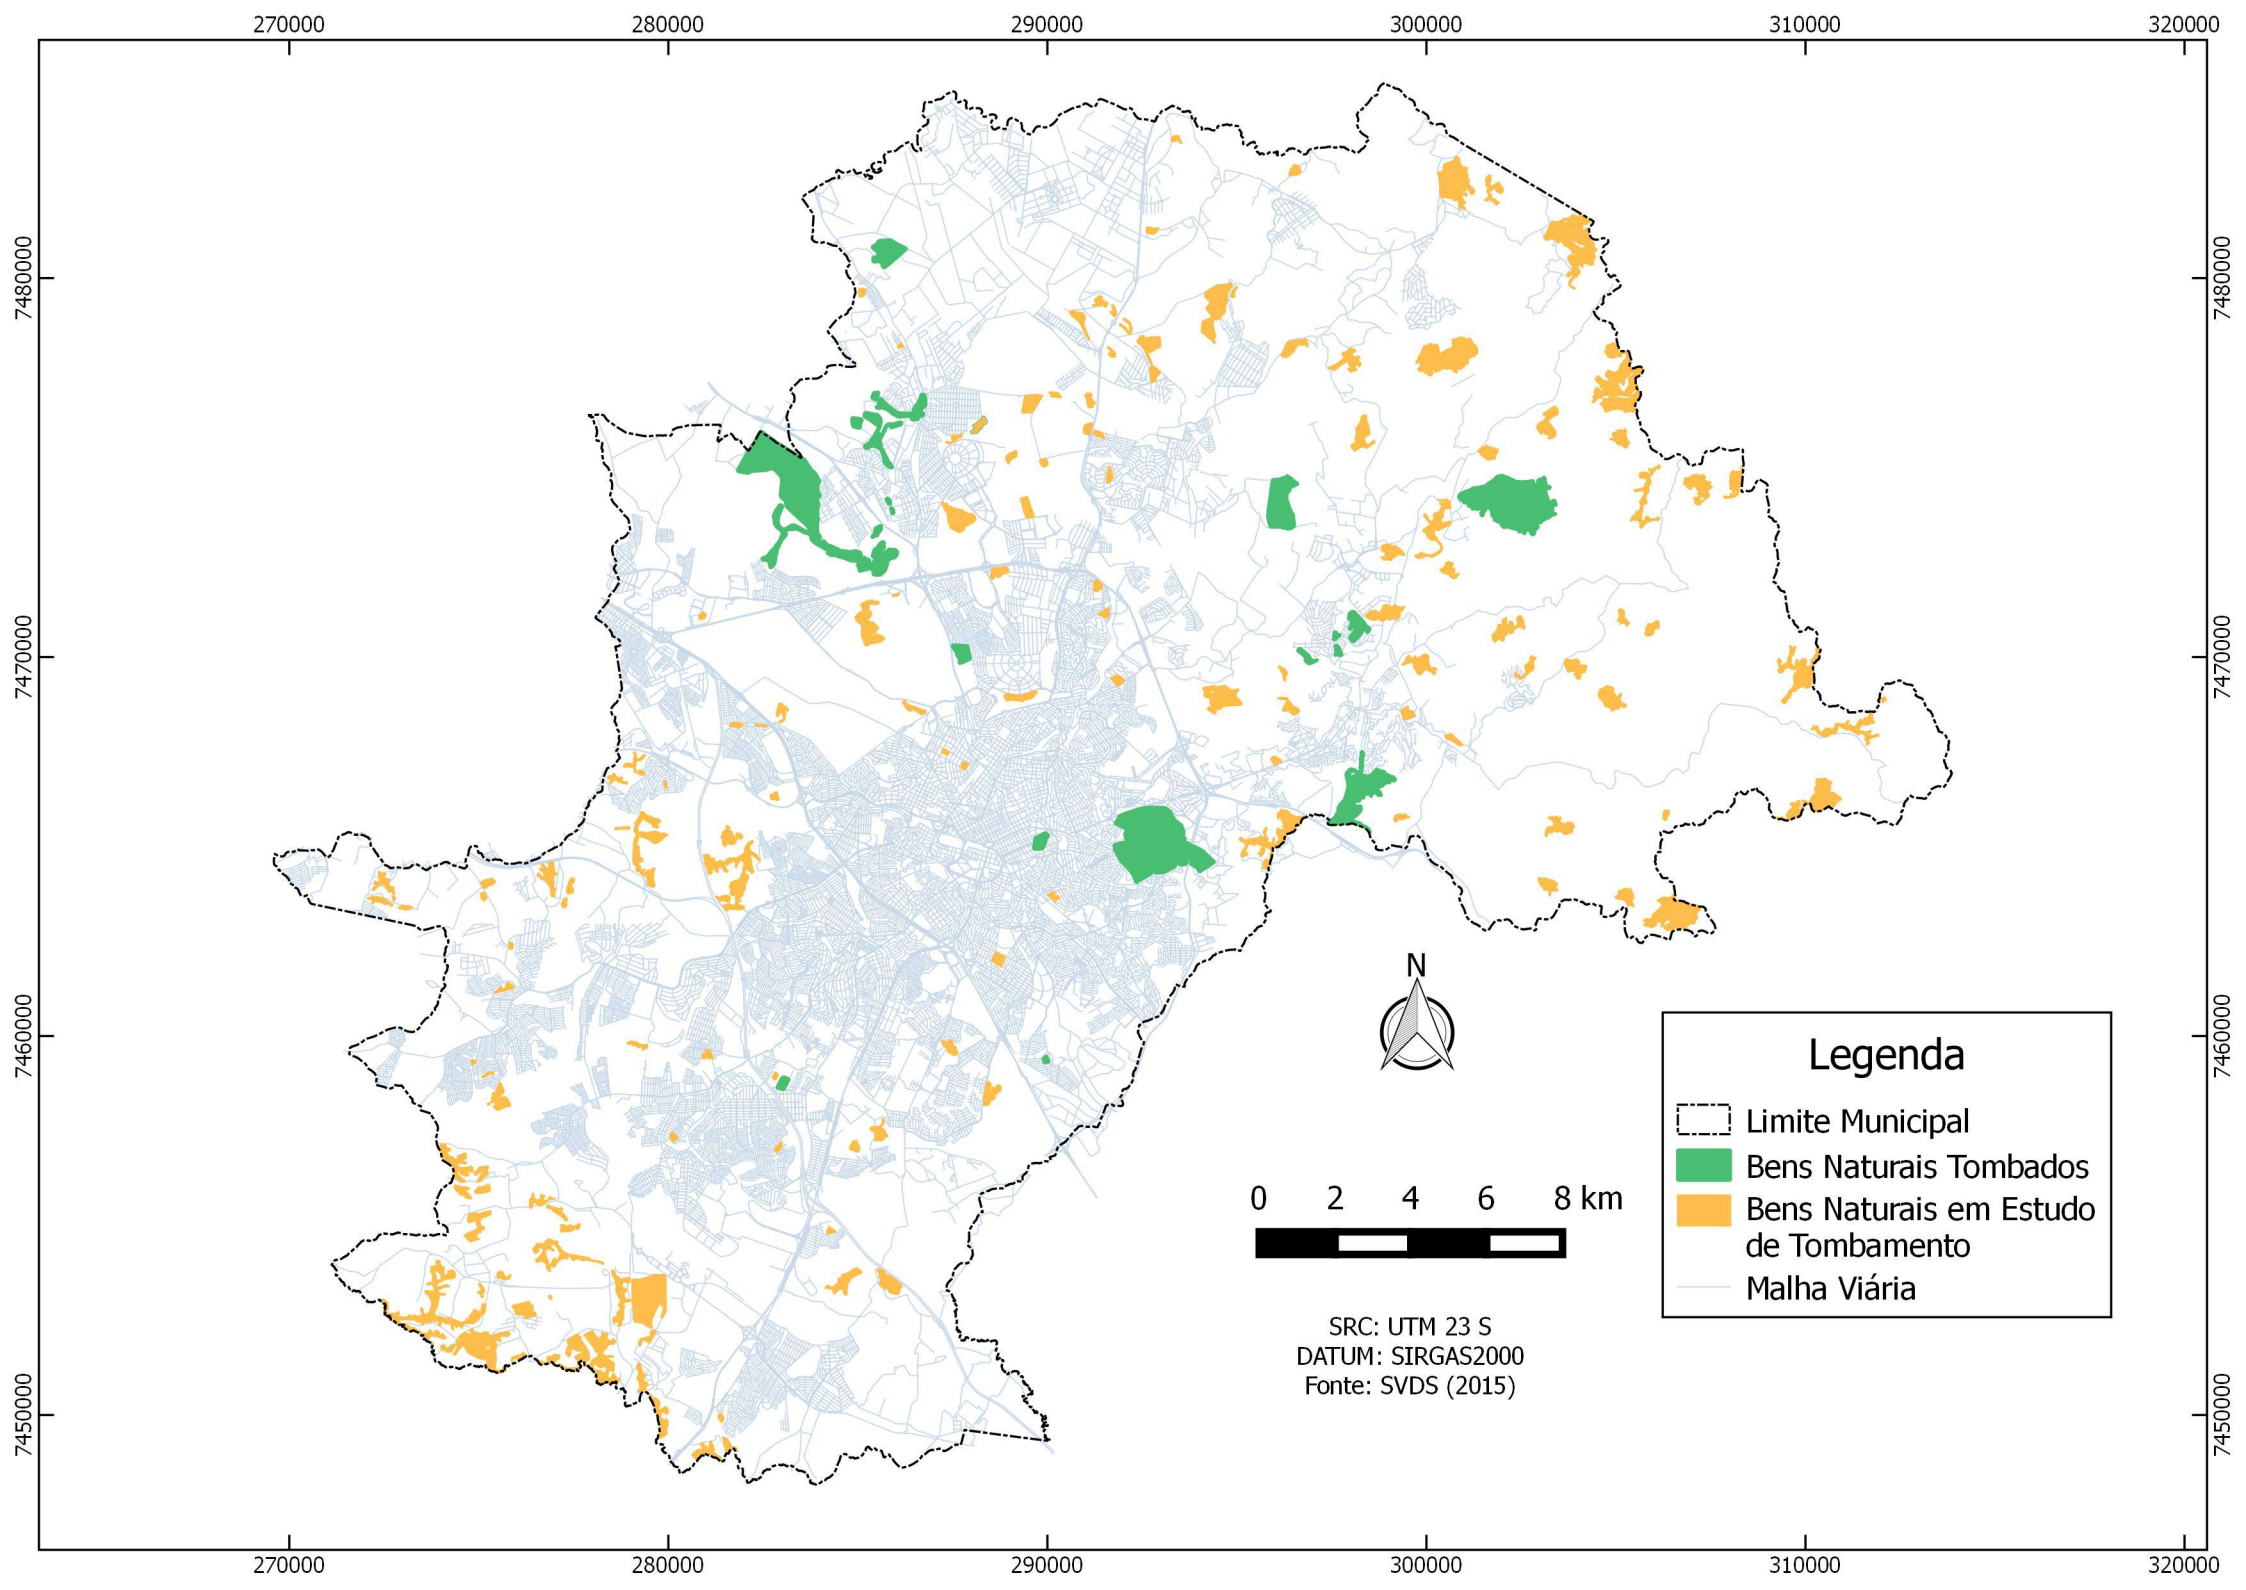 270000 280000 290000 300000 310000 320000
7480000 7480000
7470000 7470000
7460000 7460000
7450000 7450000
N
0 2 4 6 8 km
SRC: UTM 23 S
DATUM: SIRGAS2000
Fonte: SVDS (2015)
Legenda
Limite Municipal
Bens Naturais Tombados
Bens Naturais em Estudo
de Tombamento
Malha Viária
270000 280000 290000 300000 310000 320000